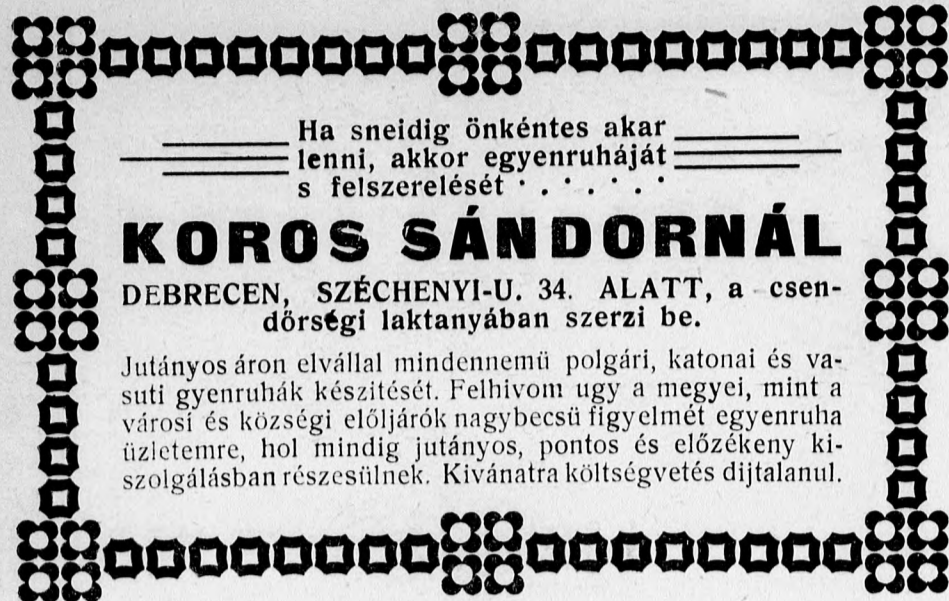 Ha sneidig önkéntes akar
lenni, akkor egyenruháját
s felszerelését · . · . · . ·
KOROS SÁNDORNÁL
DEBRECEN, SZÉCHENYI-U. 34. ALATT, a csen-
dőrségi laktanyában szerzi be.
Jutányos áron elvállal mindennemü polgári, katonai és va-
suti gyenruhák készitését. Felhivom ugy a megyei, mint a
városi és községi előljárók nagybecsü figyelmét egyenruha
üzletemre, hol mindig jutányos, pontos és előzékeny ki-
szolgálásban részesülnek. Kivánatra költségvetés dijtalanul.